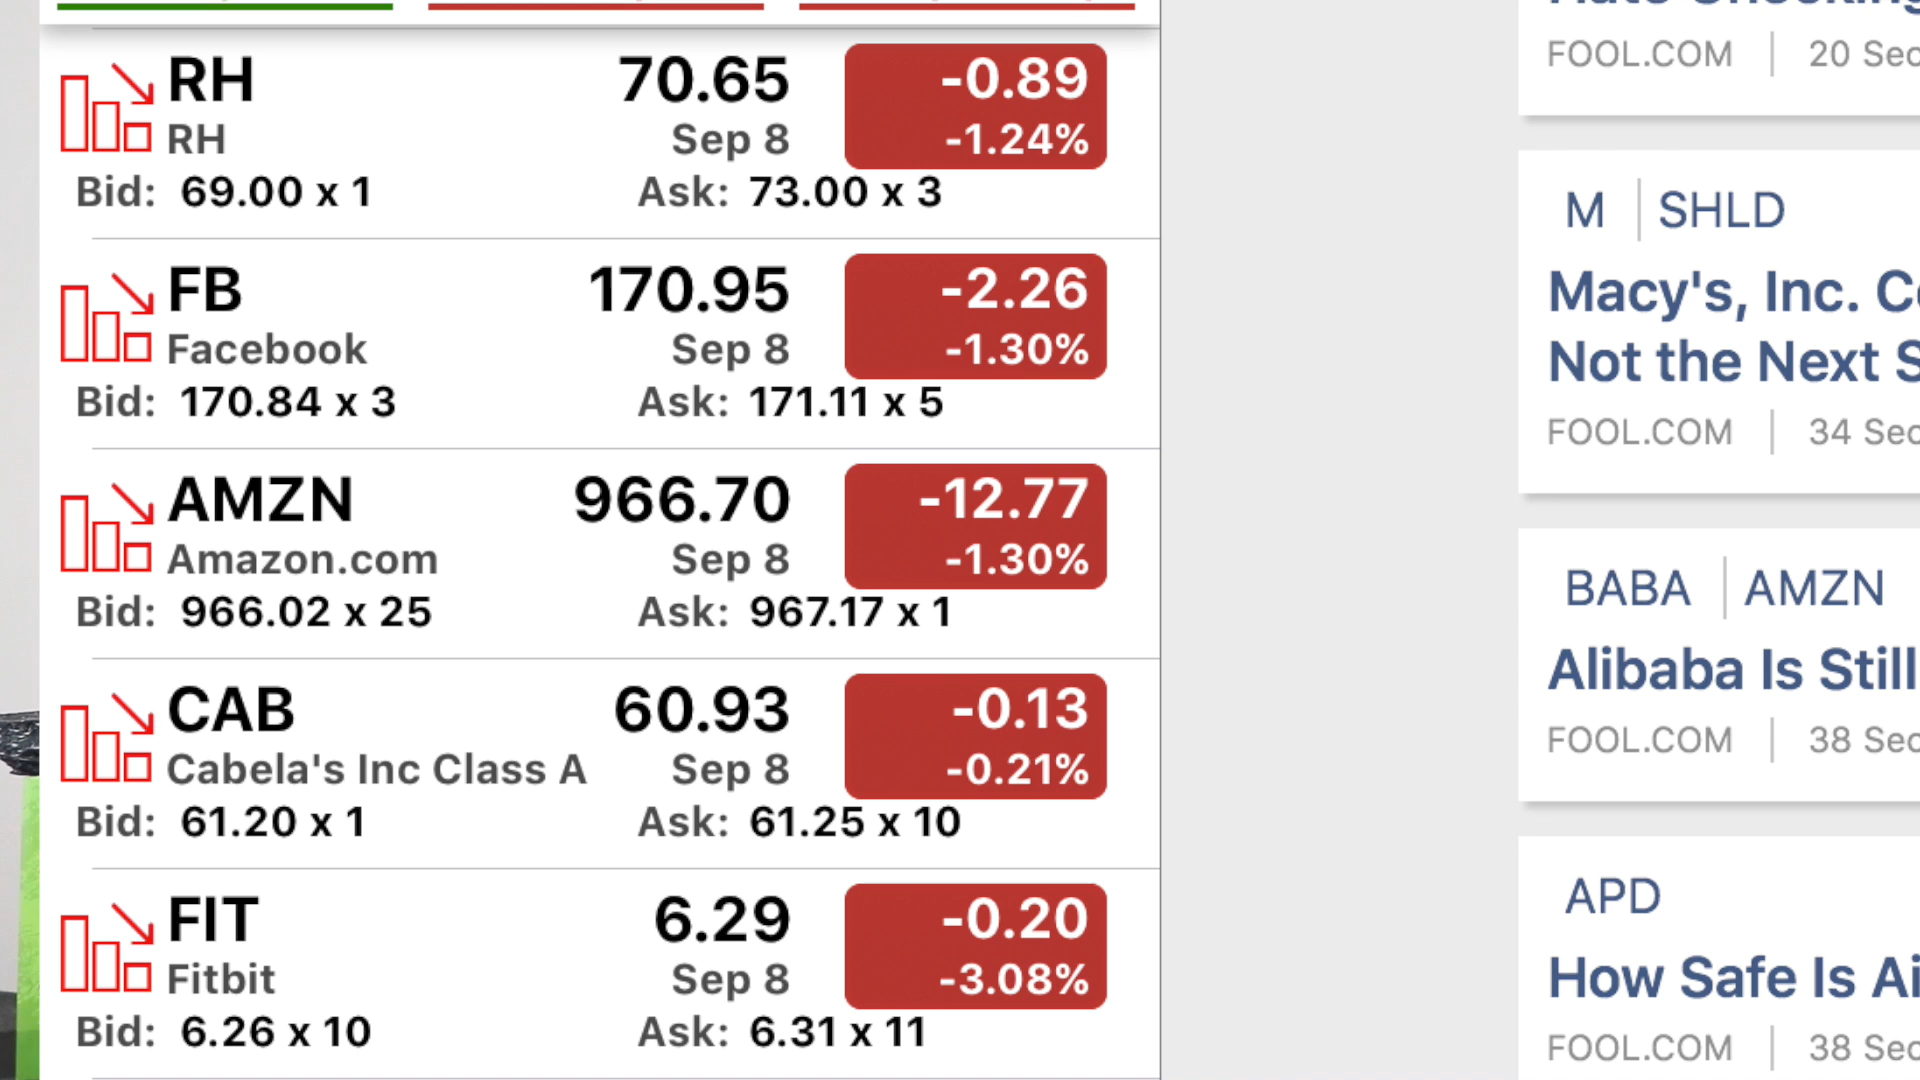 RH 70.65 -0.89
RH Sep 8 -1.24%
Bid: 69.00 x 1 Ask: 73.00 x 3
FB 170.95 -2.26
Facebook Sep 8 -1.30%
Bid: 170.84 x 3 Ask: 171.11 x 5
AMZN 966.70 -12.77
Amazon.com Sep 8 -1.30%
Bid: 966.02 x 25 Ask: 967.17 x 1
CAB 60.93 -0.13
Cabela's Inc Class A Sep 8 -0.21%
Bid: 61.20 x 1 Ask: 61.25 x 10
FIT 6.29 -0.20
Fitbit Sep 8 -3.08%
Bid: 6.26 x 10 Ask: 6.31 x 11
FOOL.COM | 20
M | SHLD
Macy's, Inc.
Not the Next
FOOL.COM | 34
BABA | AMZN
Alibaba Is Still
FOOL.COM | 38
APD
How Safe Is
FOOL.COM | 38